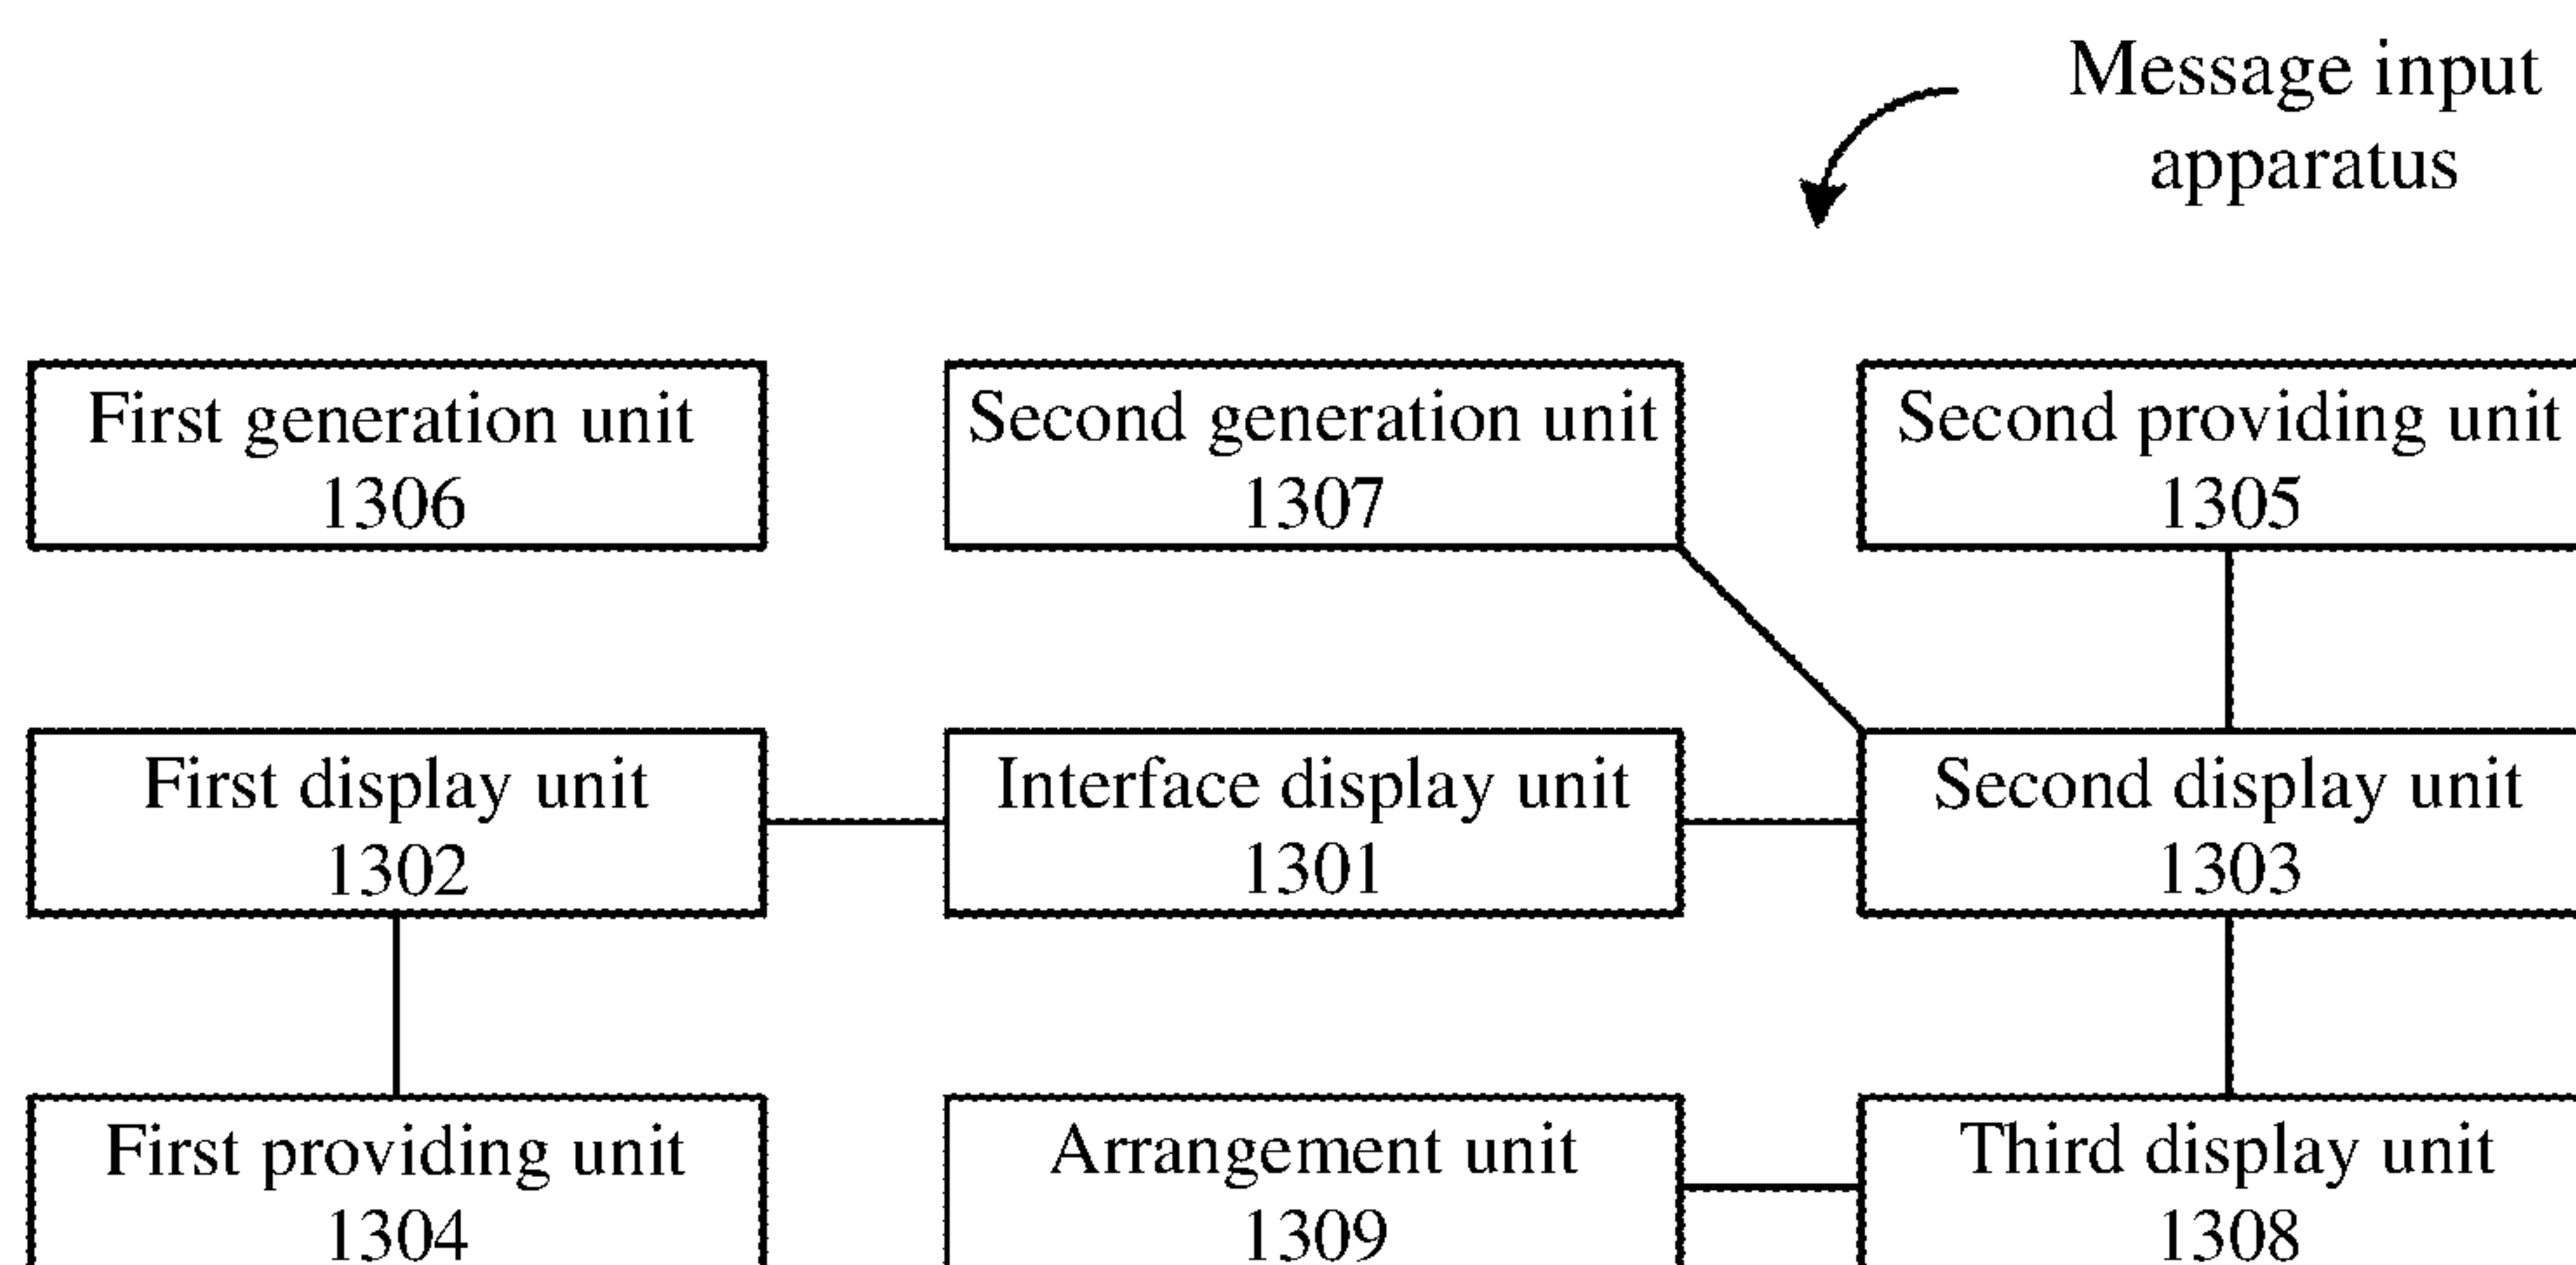 Message input
apparatus
First generation unit
1306
Second generation unit
1307
Second providing unit
1305
First display unit
1302
Interface display unit
1301
Second display unit
1303
First providing unit
1304
Arrangement unit
1309
Third display unit
1308